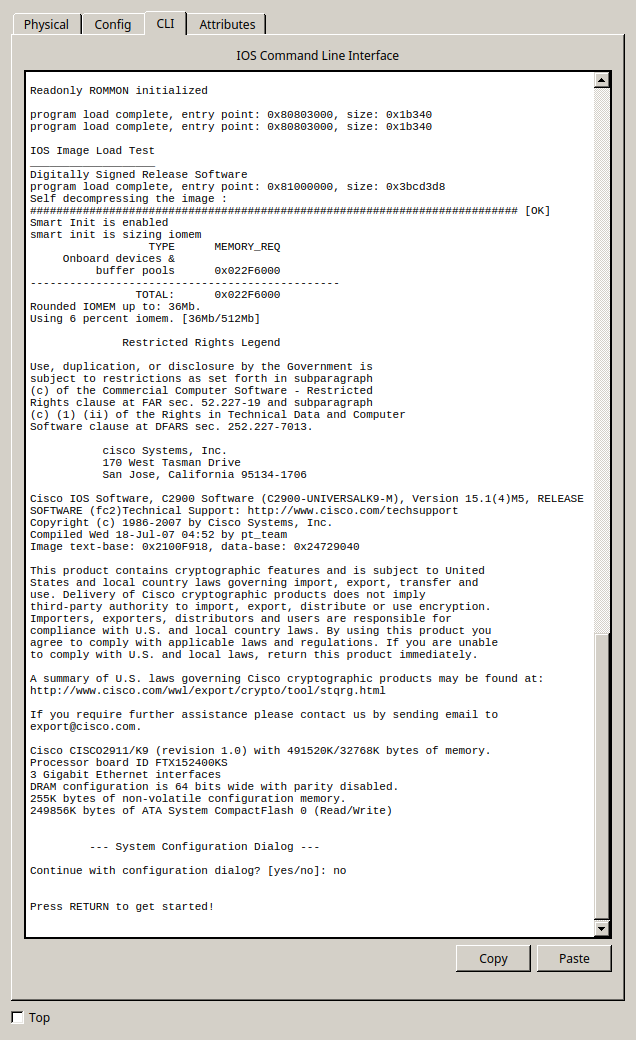 Physical Config CLI Attributes
IOS Command Line Interface
Readonly ROMMON initialized
program load complete, entry point: 0x80803000, size: 0x1b340
program load complete, entry point: 0x80803000, size: 0x1b340
IOS Image Load Test
___________________
Digitally Signed Release Software
program load complete, entry point: 0x81000000, size: 0x3bcd3d8
Self decompressing the image :
########################################################################## [OK]
Smart Init is enabled
smart init is sizing iomem
TYPE MEMORY_REQ
Onboard devices &
buffer pools 0x022F6000
-----------------------------------------------
TOTAL: 0x022F6000
Rounded IOMEM up to: 36Mb.
Using 6 percent iomem. [36Mb/512Mb]
Restricted Rights Legend
Use, duplication, or disclosure by the Government is
subject to restrictions as set forth in subparagraph
(c) of the Commercial Computer Software - Restricted
Rights clause at FAR sec. 52.227-19 and subparagraph
(c) (1) (ii) of the Rights in Technical Data and Computer
Software clause at DFARS sec. 252.227-7013.
cisco Systems, Inc.
170 West Tasman Drive
San Jose, California 95134-1706
Cisco IOS Software, C2900 Software (C2900-UNIVERSALK9-M), Version 15.1(4)M5, RELEASE
SOFTWARE (fc2)Technical Support: http://www.cisco.com/techsupport
Copyright (c) 1986-2007 by Cisco Systems, Inc.
Compiled Wed 18-Jul-07 04:52 by pt_team
Image text-base: 0x2100F918, data-base: 0x24729040
This product contains cryptographic features and is subject to United
States and local country laws governing import, export, transfer and
use. Delivery of Cisco cryptographic products does not imply
third-party authority to import, export, distribute or use encryption.
Importers, exporters, distributors and users are responsible for
compliance with U.S. and local country laws. By using this product you
agree to comply with applicable laws and regulations. If you are unable
to comply with U.S. and local laws, return this product immediately.
A summary of U.S. laws governing Cisco cryptographic products may be found at:
http://www.cisco.com/wwl/export/crypto/tool/stqrg.html
If you require further assistance please contact us by sending email to
export@cisco.com.
Cisco CISCO2911/K9 (revision 1.0) with 491520K/32768K bytes of memory.
Processor board ID FTX152400KS
3 Gigabit Ethernet interfaces
DRAM configuration is 64 bits wide with parity disabled.
255K bytes of non-volatile configuration memory.
249856K bytes of ATA System CompactFlash 0 (Read/Write)
--- System Configuration Dialog ---
Continue with configuration dialog? [yes/no]: no
Press RETURN to get started!
Copy Paste
Top